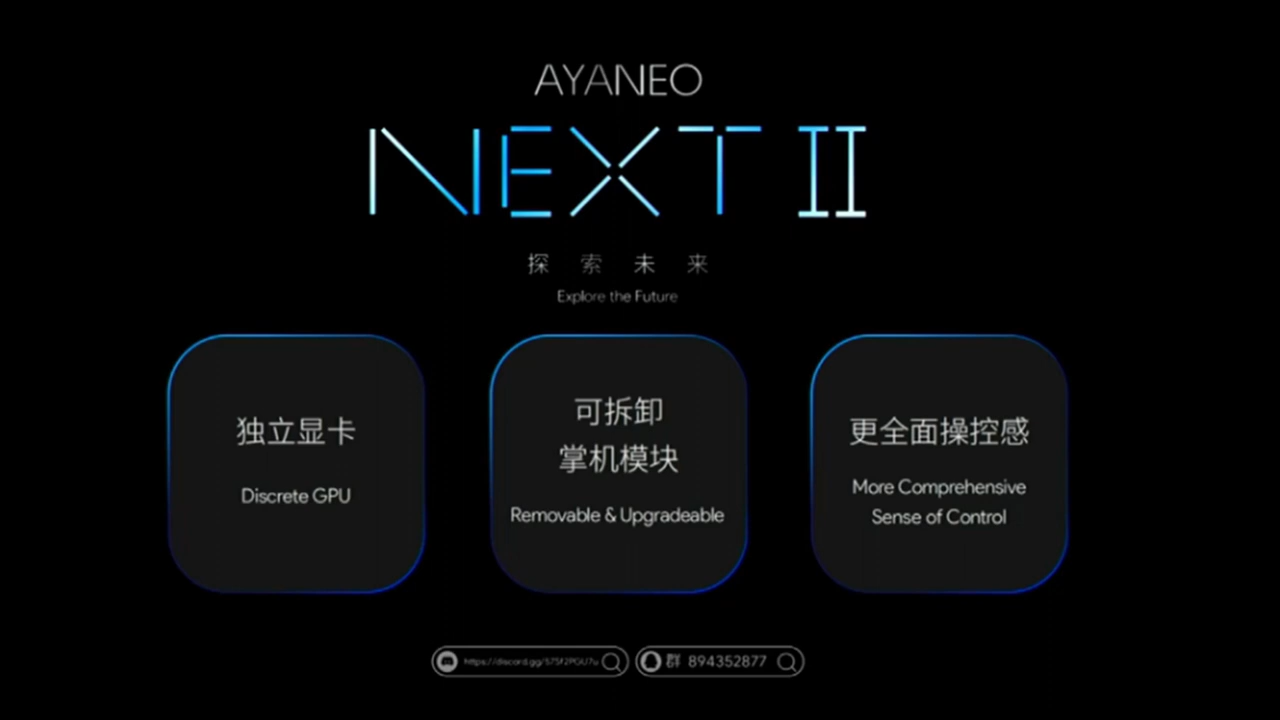 AYANEO
NEXT II
探索未来
Explore the Future
独立显卡
Discrete GPU
可拆卸
掌机模块
Removable & Upgradeable
更全面操控感
More Comprehensive
Sense of Control
群 894352877